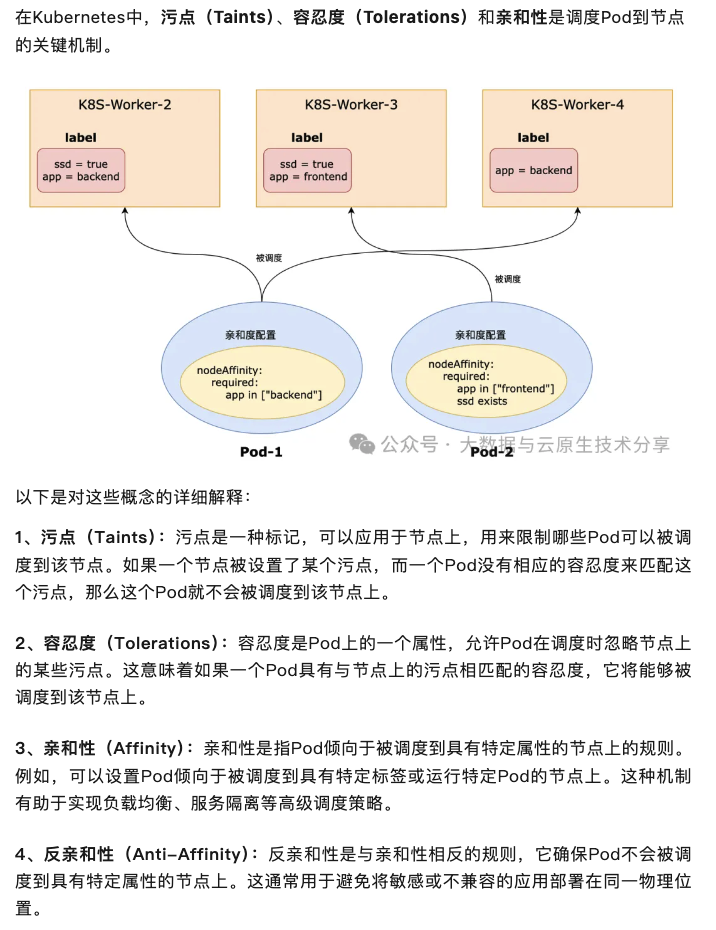 在Kubernetes中，污点（Taints）、容忍度（Tolerations）和亲和性是调度Pod到节点
的关键机制。
K8S-Worker-2
K8S-Worker-3
K8S-Worker-4
label
label
label
ssd = true
app = backend
ssd = true
app = frontend
app = backend
被调度
被调度
亲和度配置
nodeAffinity:
required:
app in ["backend"]
亲和度配置
nodeAffinity:
required:
app in ["frontend"]
ssd exists
Pod-1
Pod-2
公众号 · 大数据与云原生技术分享
以下是对这些概念的详细解释：
1、污点（Taints）：污点是一种标记，可以应用于节点上，用来限制哪些Pod可以被调
度到该节点。如果一个节点被设置了某个污点，而一个Pod没有相应的容忍度来匹配这
个污点，那么这个Pod就不会被调度到该节点上。
2、容忍度（Tolerations）：容忍度是Pod上的一个属性，允许Pod在调度时忽略节点上
的某些污点。这意味着如果一个Pod具有与节点上的污点相匹配的容忍度，它将能够被
调度到该节点上。
3、亲和性（Affinity）：亲和性是指Pod倾向于被调度到具有特定属性的节点上的规则。
例如，可以设置Pod倾向于被调度到具有特定标签或运行特定Pod的节点上。这种机制
有助于实现负载均衡、服务隔离等高级调度策略。
4、反亲和性（Anti-Affinity）：反亲和性是与亲和性相反的规则，它确保Pod不会被调
度到具有特定属性的节点上。这通常用于避免将敏感或不兼容的应用部署在同一物理位
置。